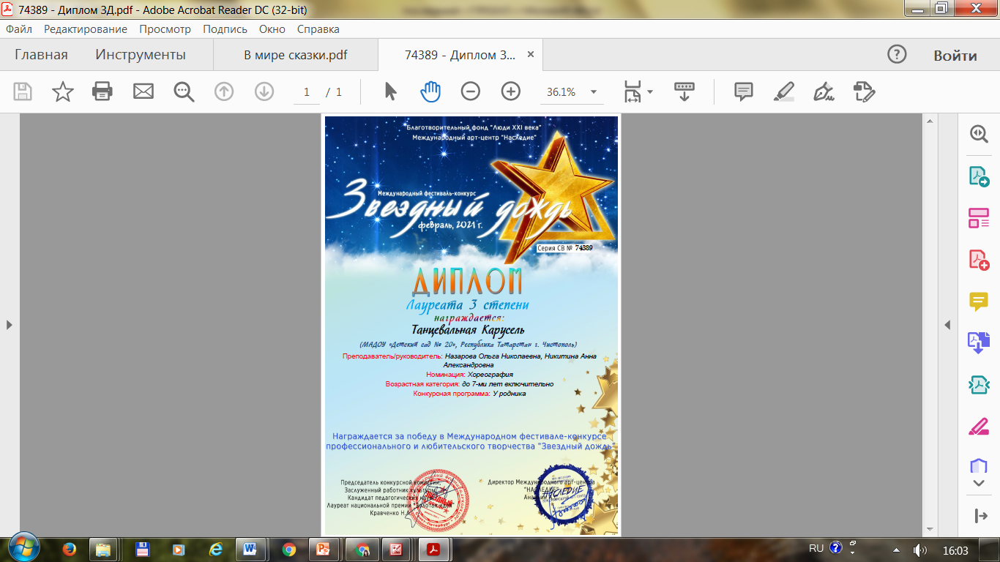 74389 - Диплом ЗД.pdf - Adobe Acrobat Reader DC (32-bit)
Файл Редактирование Просмотр Подпись Окно Справка
Главная Инструменты В мире сказки.pdf 74389 - Диплом З... × Войти
1 / 1 36.1%
Благотворительный фонд "Люди XXI века"
Международный арт-центр "Наследие"
Международный фестиваль-конкурс
Звездный дождь
февраль, 2021 г.
Серия СВ № 74389
ДИПЛОМ
Лауреата 3 степени
награждается:
Танцевальная Карусель
(МАДОУ «Детский сад № 20», Республика Татарстан г. Чистополь)
Преподаватель/руководитель: Назарова Ольга Николаевна, Никитина Анна
Александровна
Номинация: Хореография
Возрастная категория: до 7-ми лет включительно
Конкурсная программа: У родника
Награждается за победу в Международном фестивале-конкурсе
профессионального и любительского творчества "Звездный дождь"
Председатель конкурсной комиссии,
Заслуженный работник культуры
Кандидат педагогических наук
Лауреат национальной премии "Золотая идея"
Кравченко Н.
Директор Международного арт-центра
"НАСЛЕДИЕ"
НАСЛЕДИЕ
Санкт-Петербург
RU 16:03